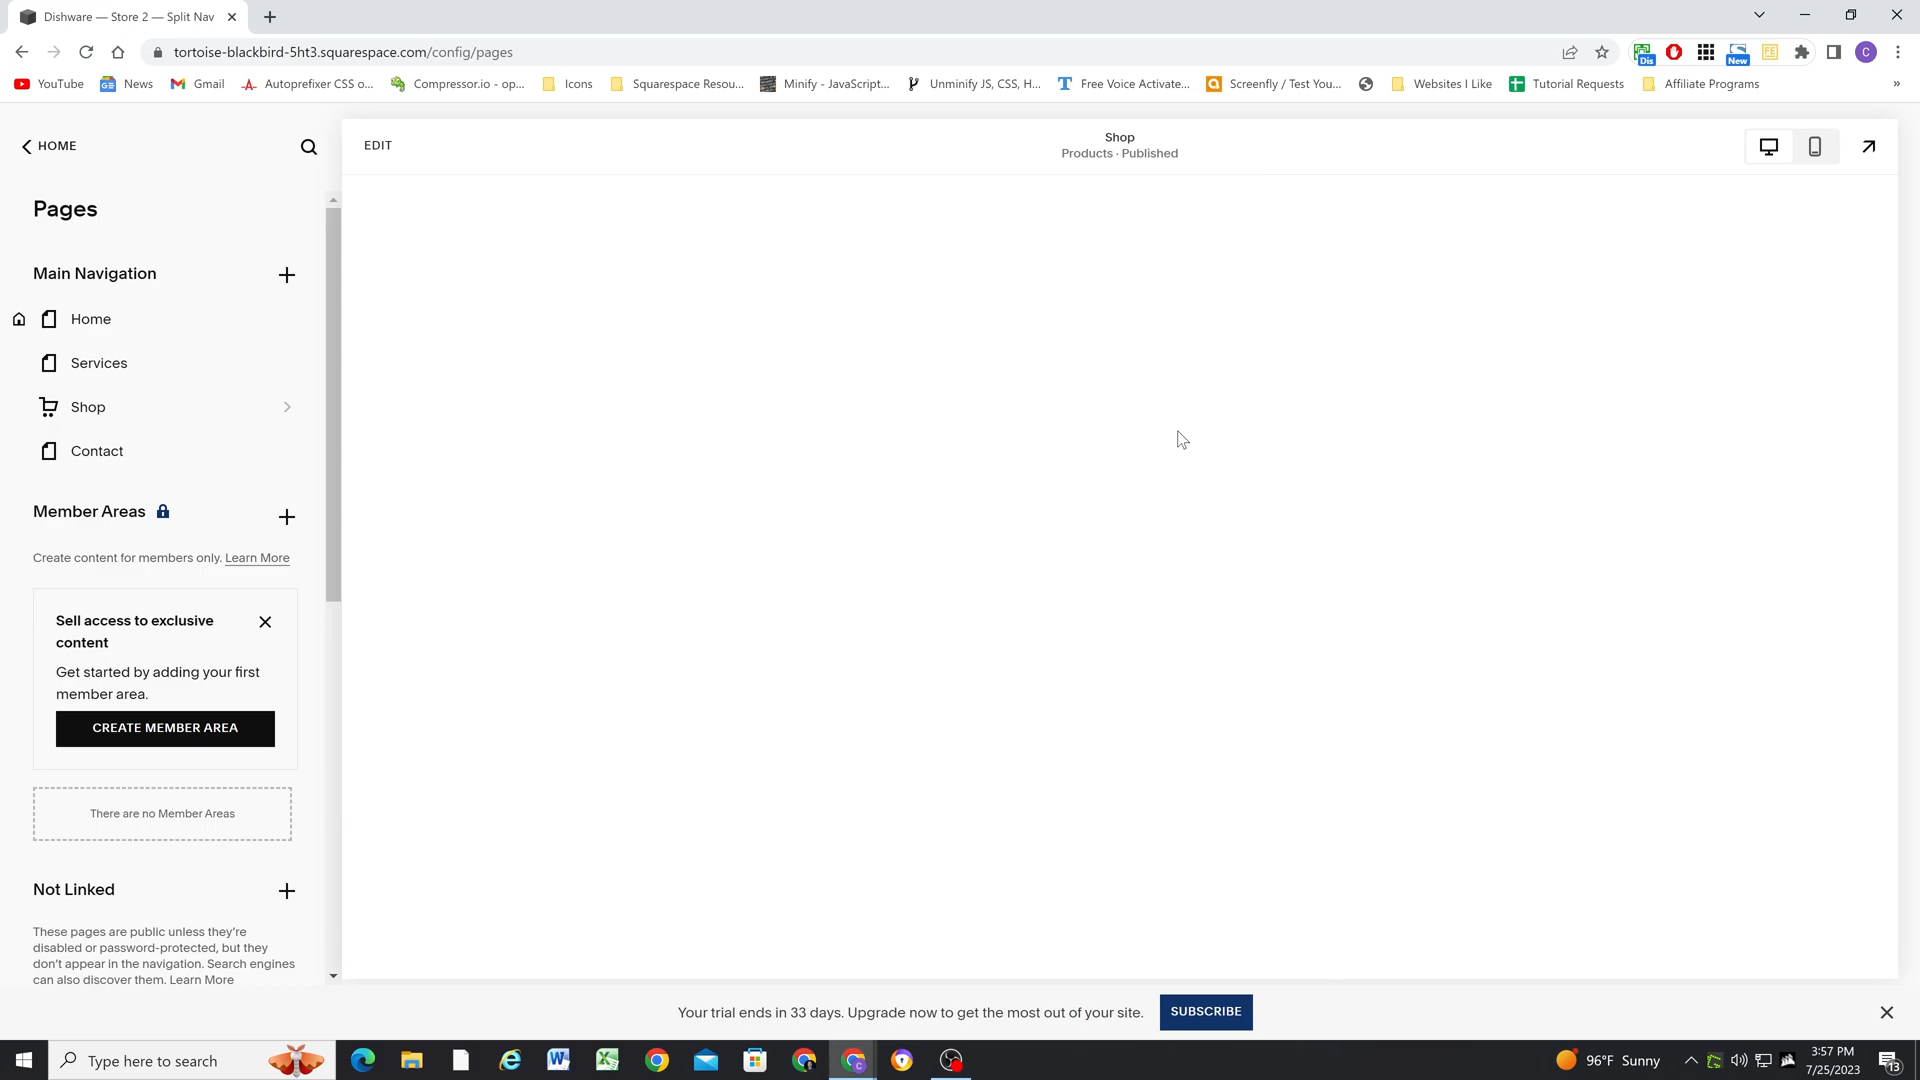 Dishware — Store 2 — Split Nav
tortoise-blackbird-5ht3.squarespace.com/config/pages
Dis
New
FE
C
YouTube
News
Gmail
Autoprefixer CSS o...
Compressor.io - op...
Icons
Squarespace Resou...
Minify - JavaScript...
Unminify JS, CSS, H...
Free Voice Activate...
Screenfly / Test You...
Websites I Like
Tutorial Requests
Affiliate Programs
»
HOME
EDIT
Shop
Products · Published
Pages
Main Navigation
Home
Services
Shop
Contact
Member Areas
Create content for members only. Learn More
Sell access to exclusive
content
Get started by adding your first
member area.
CREATE MEMBER AREA
There are no Member Areas
Not Linked
These pages are public unless they're
disabled or password-protected, but they
don't appear in the navigation. Search engines
can also discover them. Learn More
Your trial ends in 33 days. Upgrade now to get the most out of your site.
SUBSCRIBE
Type here to search
96°F Sunny
3:57 PM
7/25/2023
13